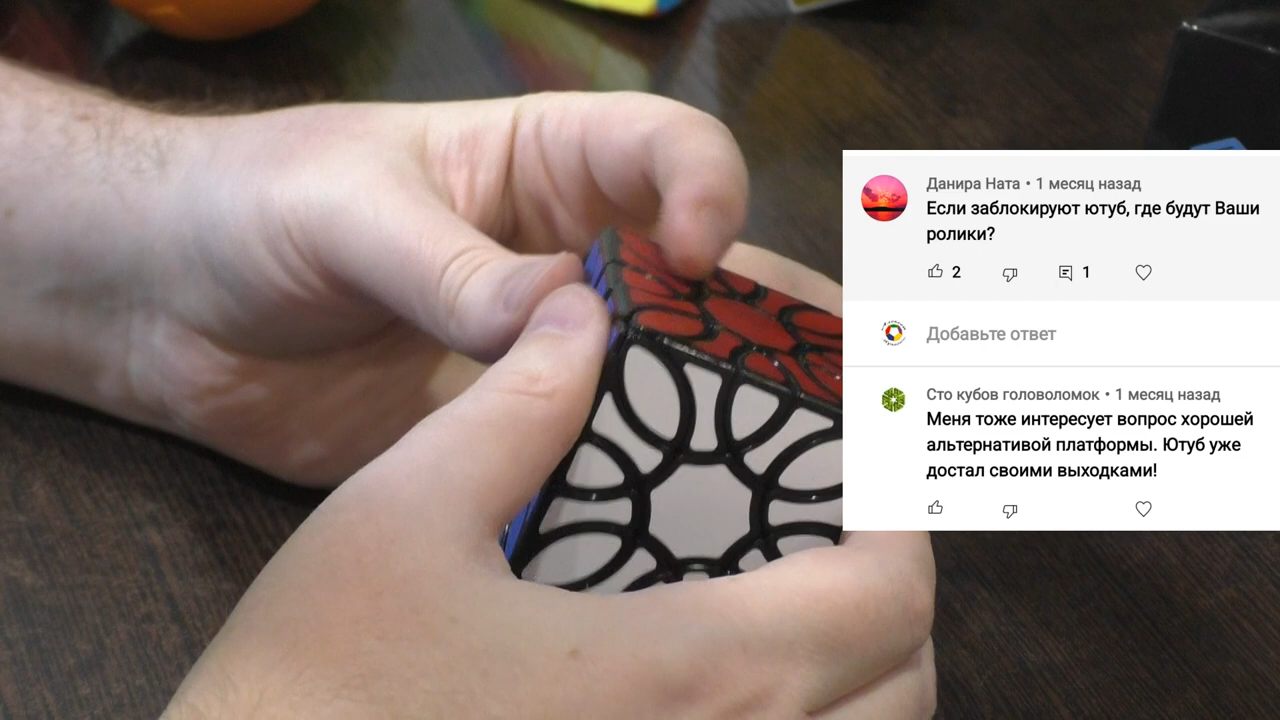 Данира Ната • 1 месяц назад
Если заблокируют ютуб, где будут Ваши
ролики?
2 1
Добавьте ответ
Сто кубов головоломок • 1 месяц назад
Меня тоже интересует вопрос хорошей
альтернативой платформы. Ютуб уже
достал своими выходками!